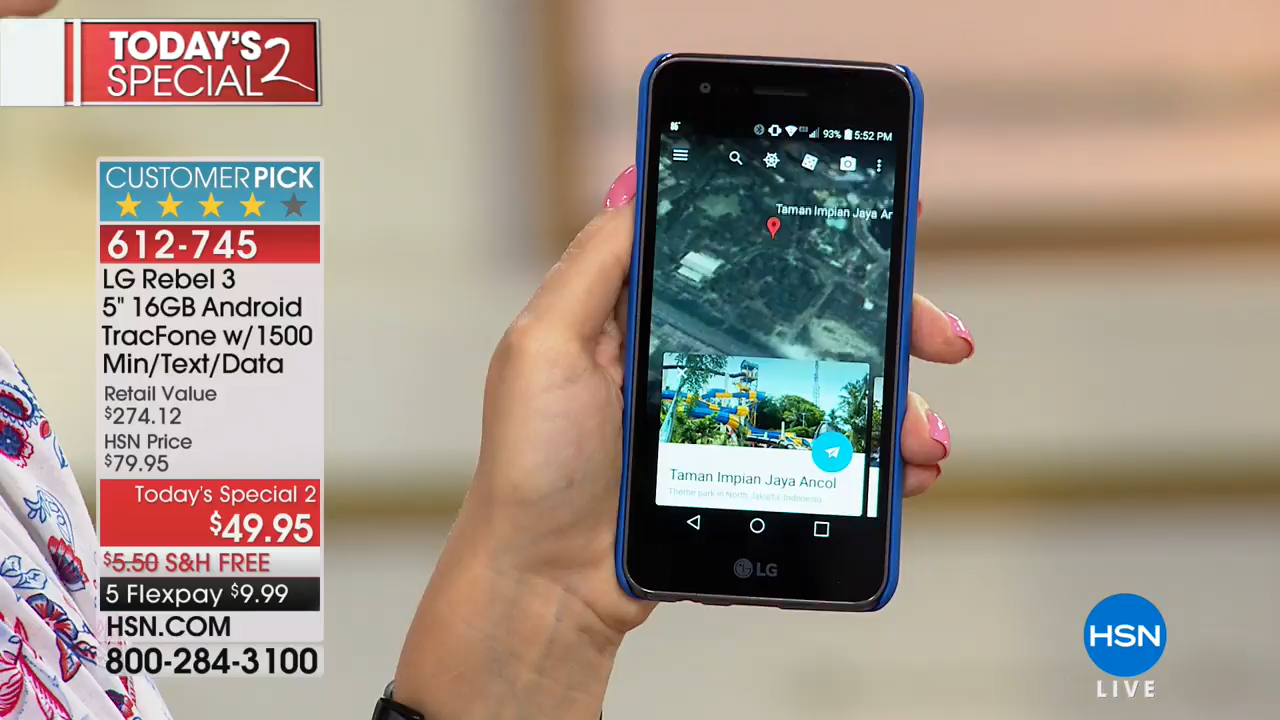 TODAY'S
SPECIAL 2
CUSTOMER PICK
612-745
LG Rebel 3
5" 16GB Android
TracFone w/1500
Min/Text/Data
Retail Value
$274.12
HSN Price
$79.95
Today's Special 2
$49.95
$5.50 S&H FREE
5 Flexpay $9.99
HSN.COM
800-284-3100
93% 5:52 PM
Taman Impian Jaya Ar
Taman Impian Jaya Ancol
Theme park in North Jakarta, Indonesia
LG
HSN
LIVE